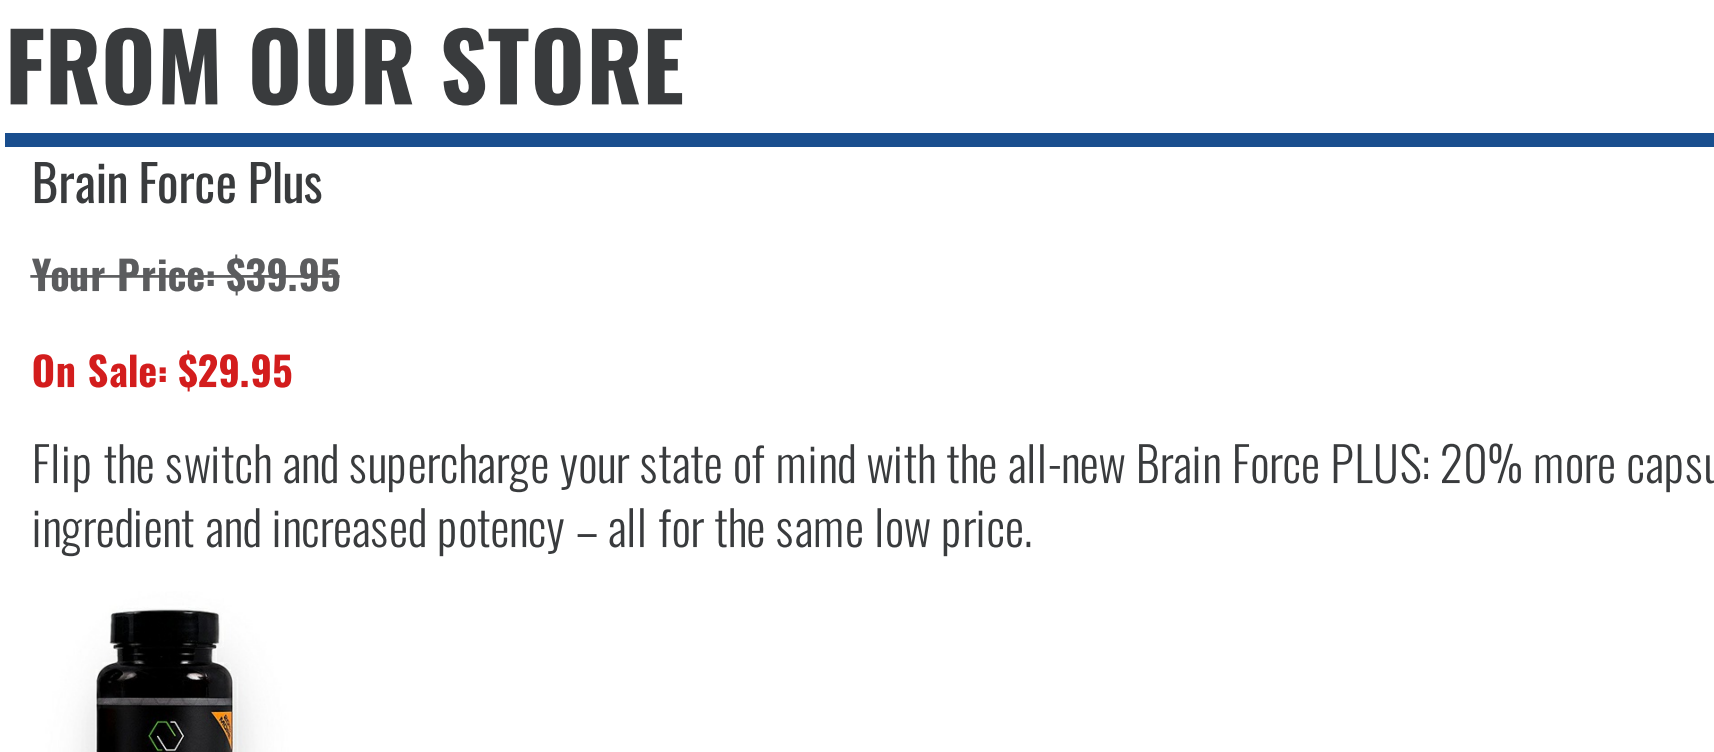 FROM OUR STORE
Brain Force Plus
Your Price: $39.95
On Sale: $29.95
Flip the switch and supercharge your state of mind with the all-new Brain Force PLUS: 20% more capsu
ingredient and increased potency – all for the same low price.